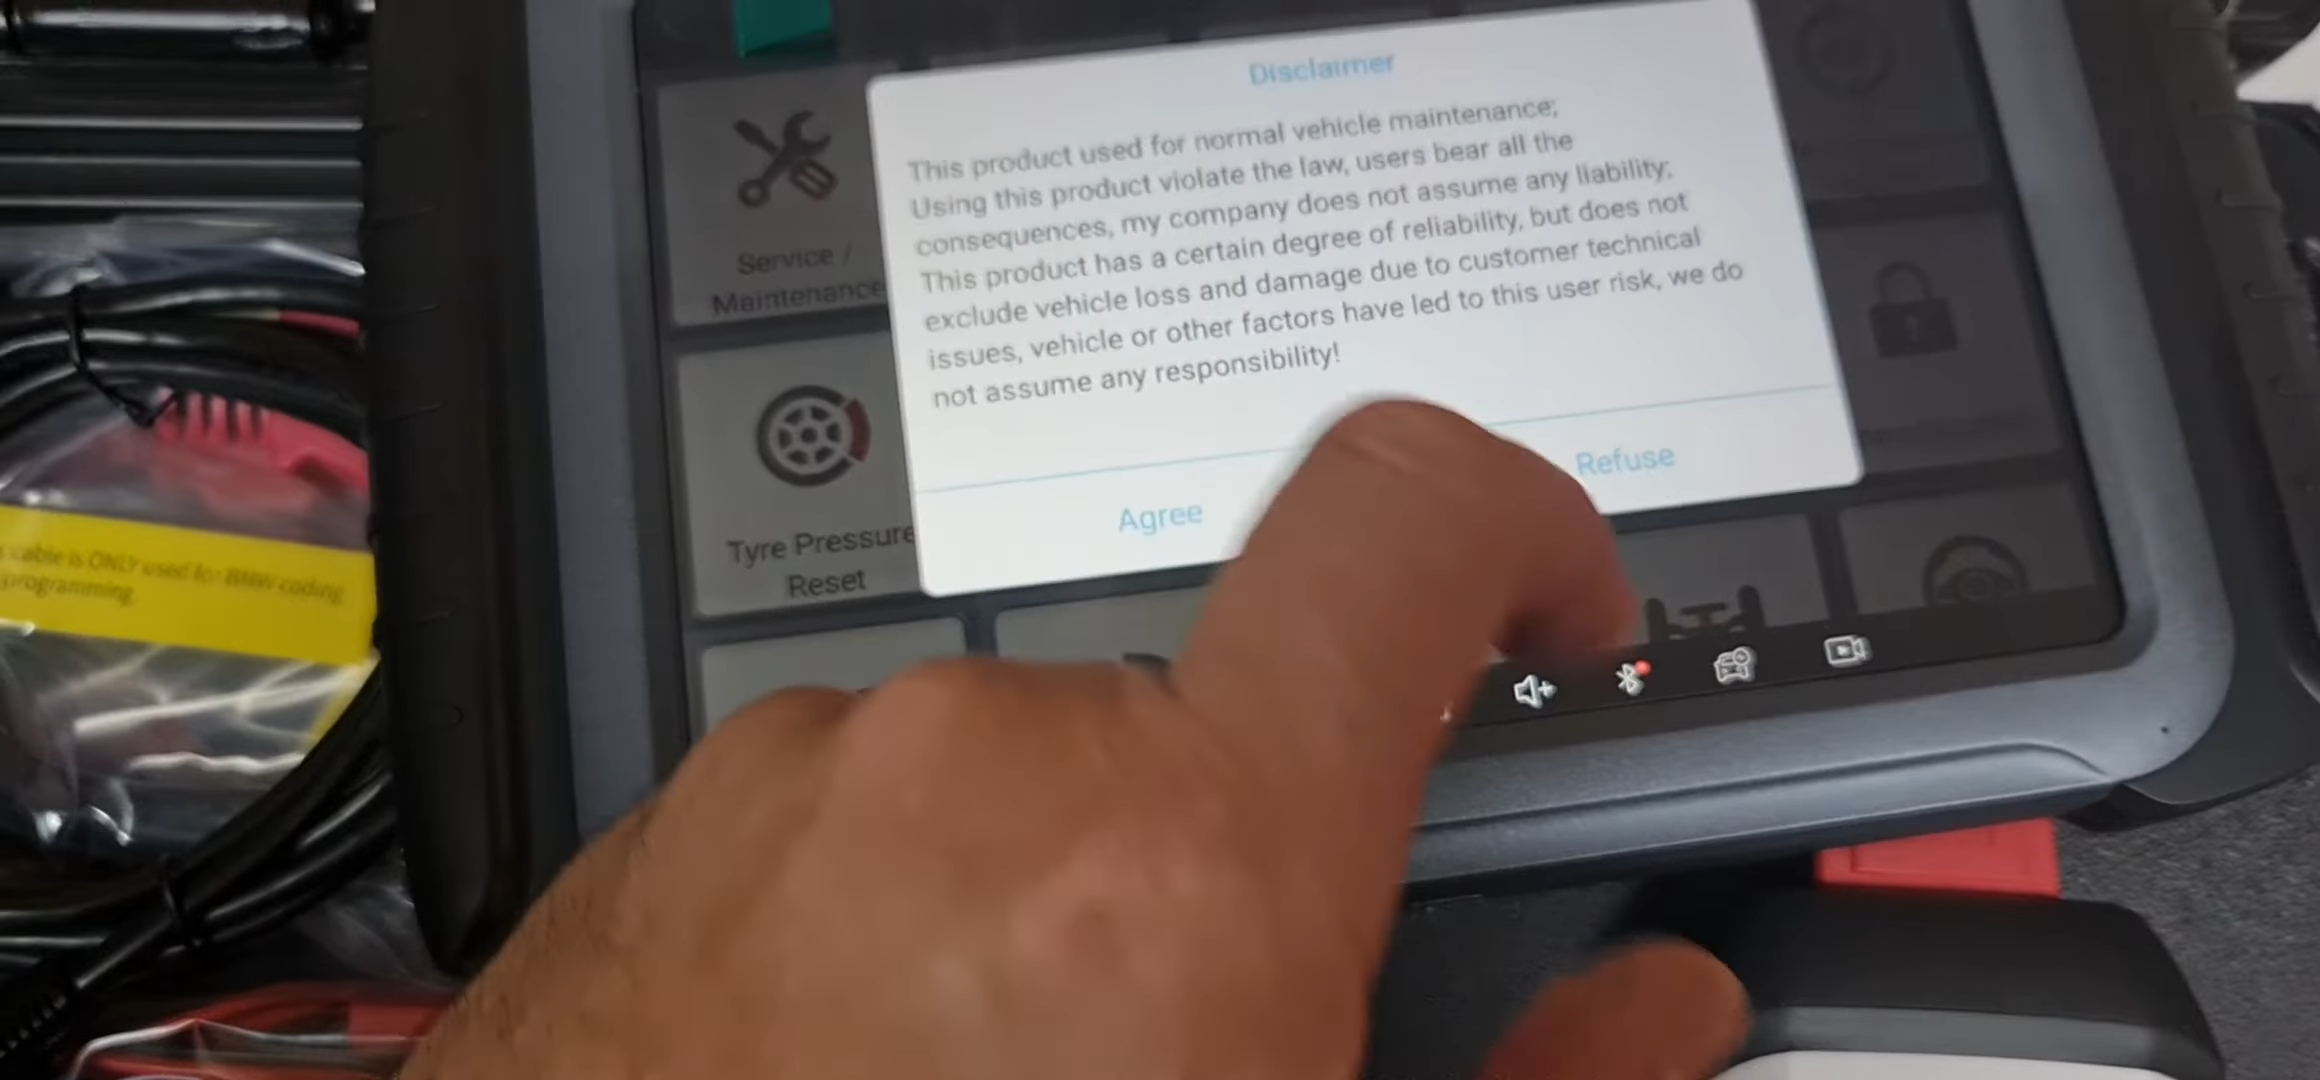 Disclaimer
This product used for normal vehicle maintenance;
Using this product violate the law, users bear all the
consequences, my company does not assume any liability;
This product has a certain degree of reliability, but does not
exclude vehicle loss and damage due to customer technical
issues, vehicle or other factors have led to this user risk, we do
not assume any responsibility!
Agree
Refuse
Service /
Maintenance
Tyre Pressure
Reset
cable is ONLY used for BMW coding
programming.